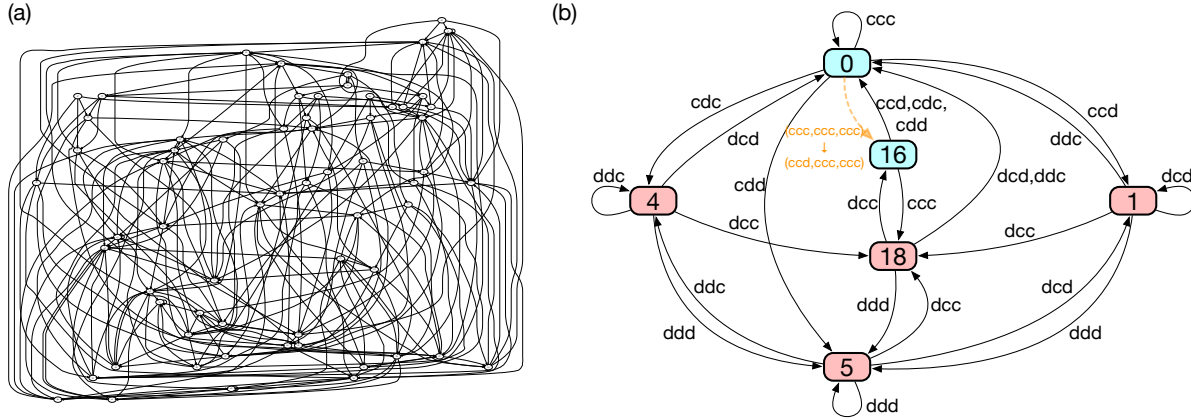 (a)
(b)
ccc
0
cdc
dcd
ccd,cdc,
cdd
ccd
ddc
(ccc,ccc,ccc)
↓
(ccd,ccc,ccc)
16
ddc
4
cdd
dcc
ccc
dcd,ddc
dcd
1
dcc
18
dcc
ddc
ddd
ddd
dcc
dcd
ddd
5
ddd